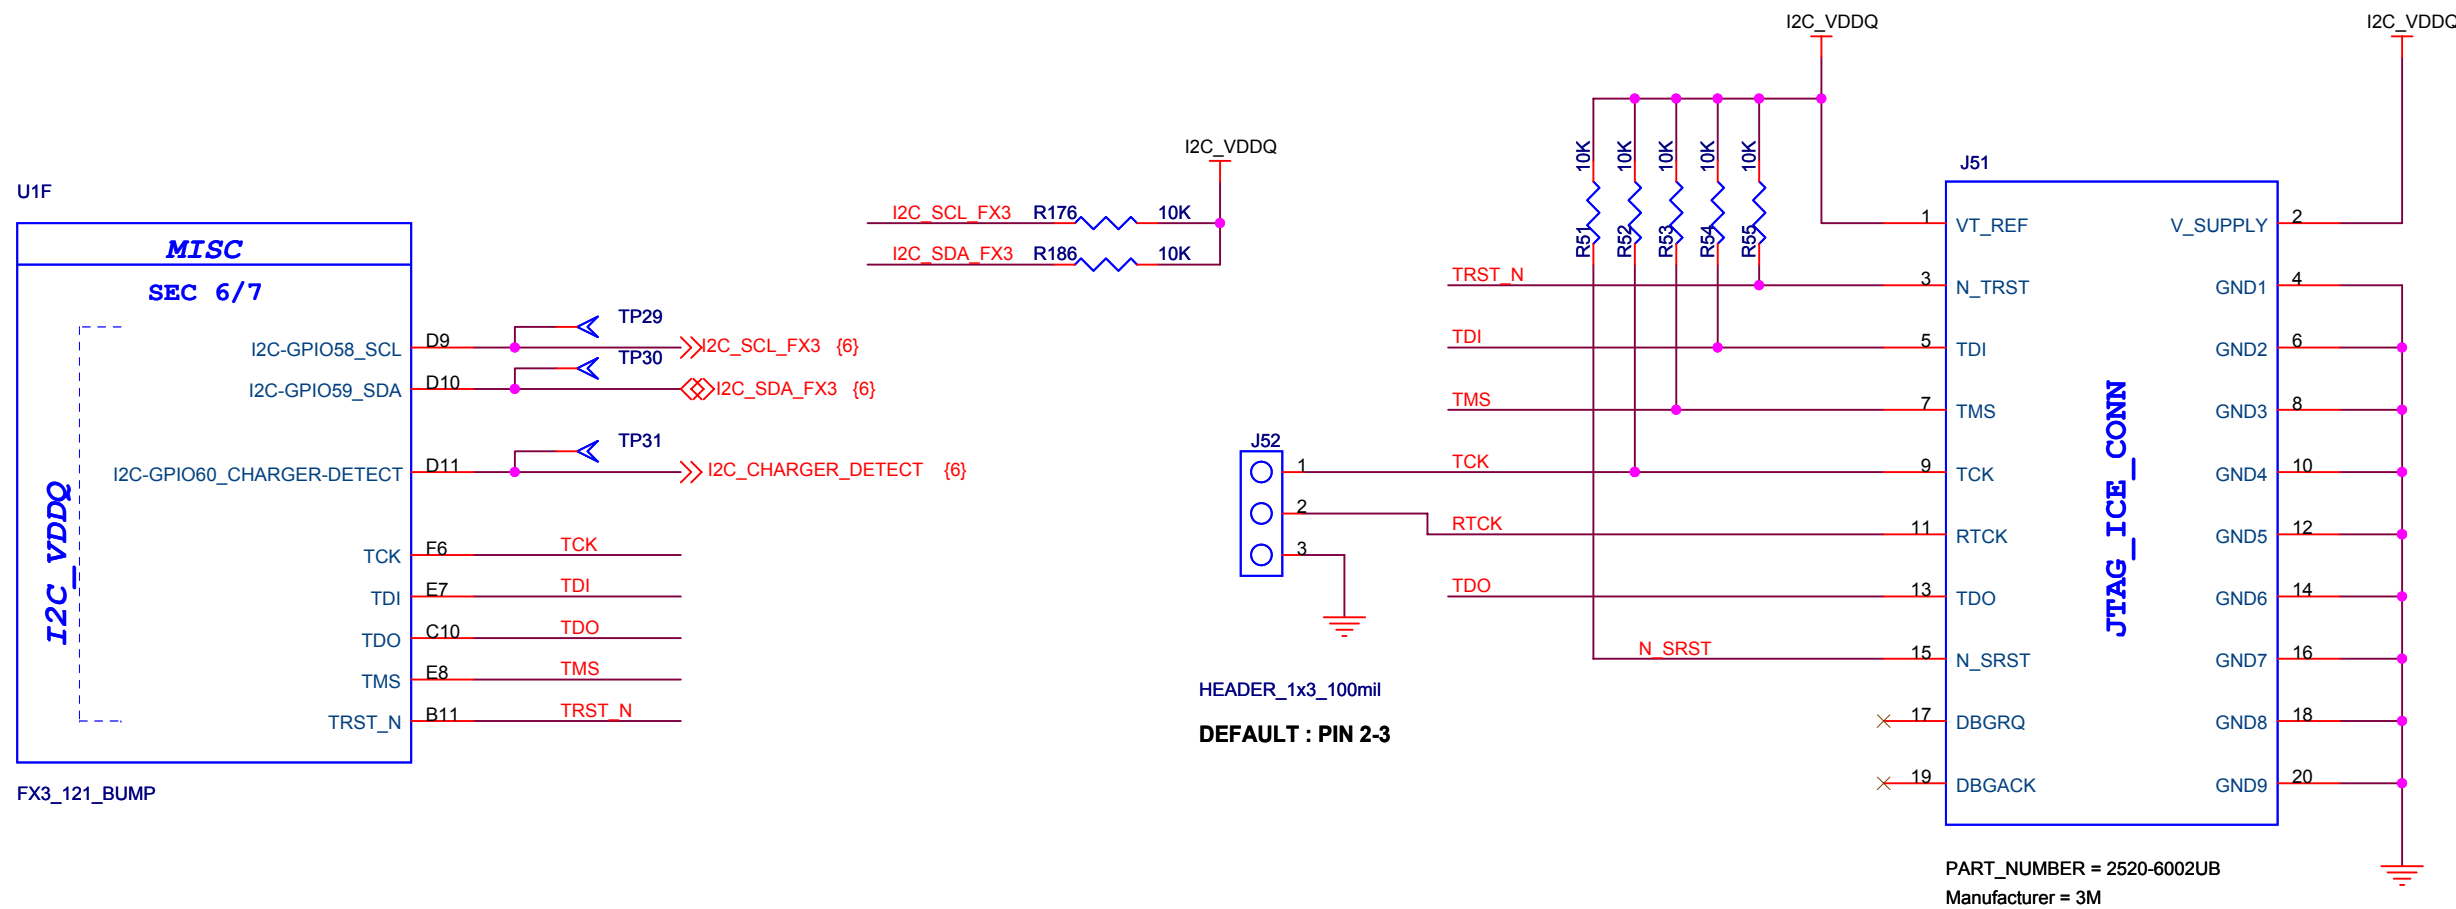 U1F
MISC
SEC 6/7
I2C_VDDQ
I2C-GPIO58_SCL
I2C-GPIO59_SDA
I2C-GPIO60_CHARGER-DETECT
TCK
TDI
TDO
TMS
TRST_N
D9
D10
D11
F6
E7
C10
E8
B11
TP29
I2C_SCL_FX3 {6}
TP30
I2C_SDA_FX3 {6}
TP31
I2C_CHARGER_DETECT {6}
TCK
TDI
TDO
TMS
TRST_N
FX3_121_BUMP
I2C_VDDQ
I2C_SCL_FX3 R176 10K
I2C_SDA_FX3 R186 10K
J52
1
2
3
HEADER_1x3_100mil
DEFAULT : PIN 2-3
I2C_VDDQ
10K
10K
10K
10K
10K
R51
R52
R53
R54
R55
TRST_N
TDI
TMS
TCK
RTCK
TDO
N_SRST
I2C_VDDQ
J51
JTAG_ICE_CONN
1 VT_REF V_SUPPLY 2
3 N_TRST GND1 4
5 TDI GND2 6
7 TMS GND3 8
9 TCK GND4 10
11 RTCK GND5 12
13 TDO GND6 14
15 N_SRST GND7 16
17 DBGRQ GND8 18
19 DBGACK GND9 20
PART_NUMBER = 2520-6002UB
Manufacturer = 3M